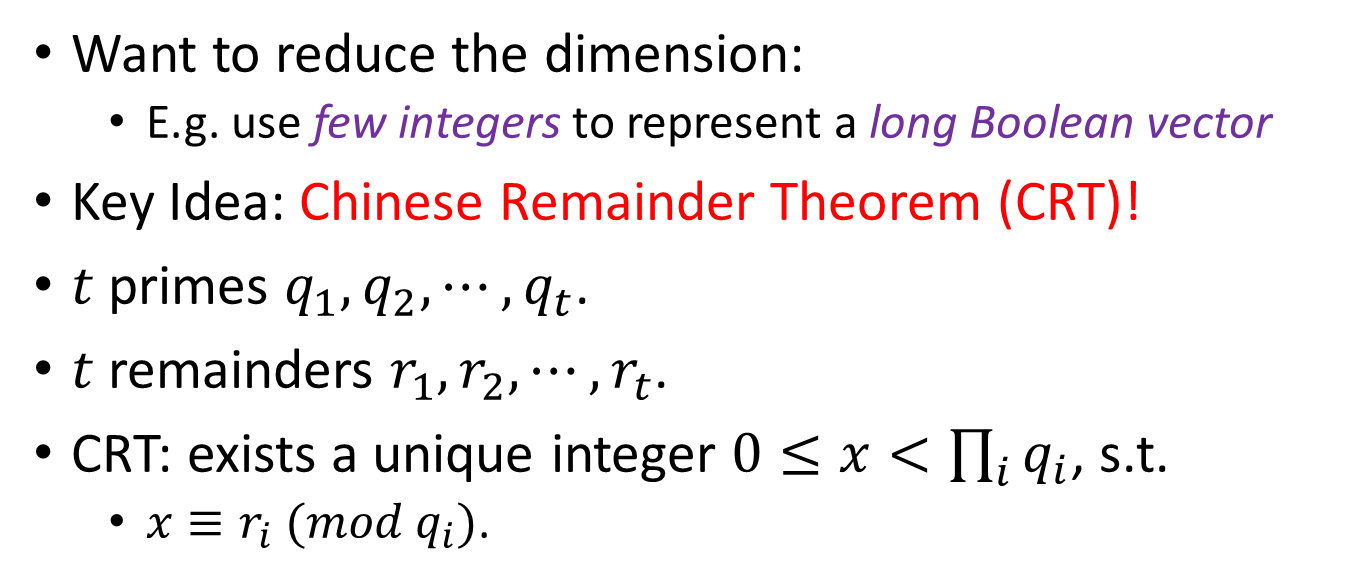 • Want to reduce the dimension:
• E.g. use few integers to represent a long Boolean vector
• Key Idea: Chinese Remainder Theorem (CRT)!
• t primes q₁, q₂, ⋯ , qₜ.
• t remainders r₁, r₂, ⋯ , rₜ.
• CRT: exists a unique integer 0 ≤ x < ∏ᵢ qᵢ, s.t.
• x ≡ rᵢ (mod qᵢ).